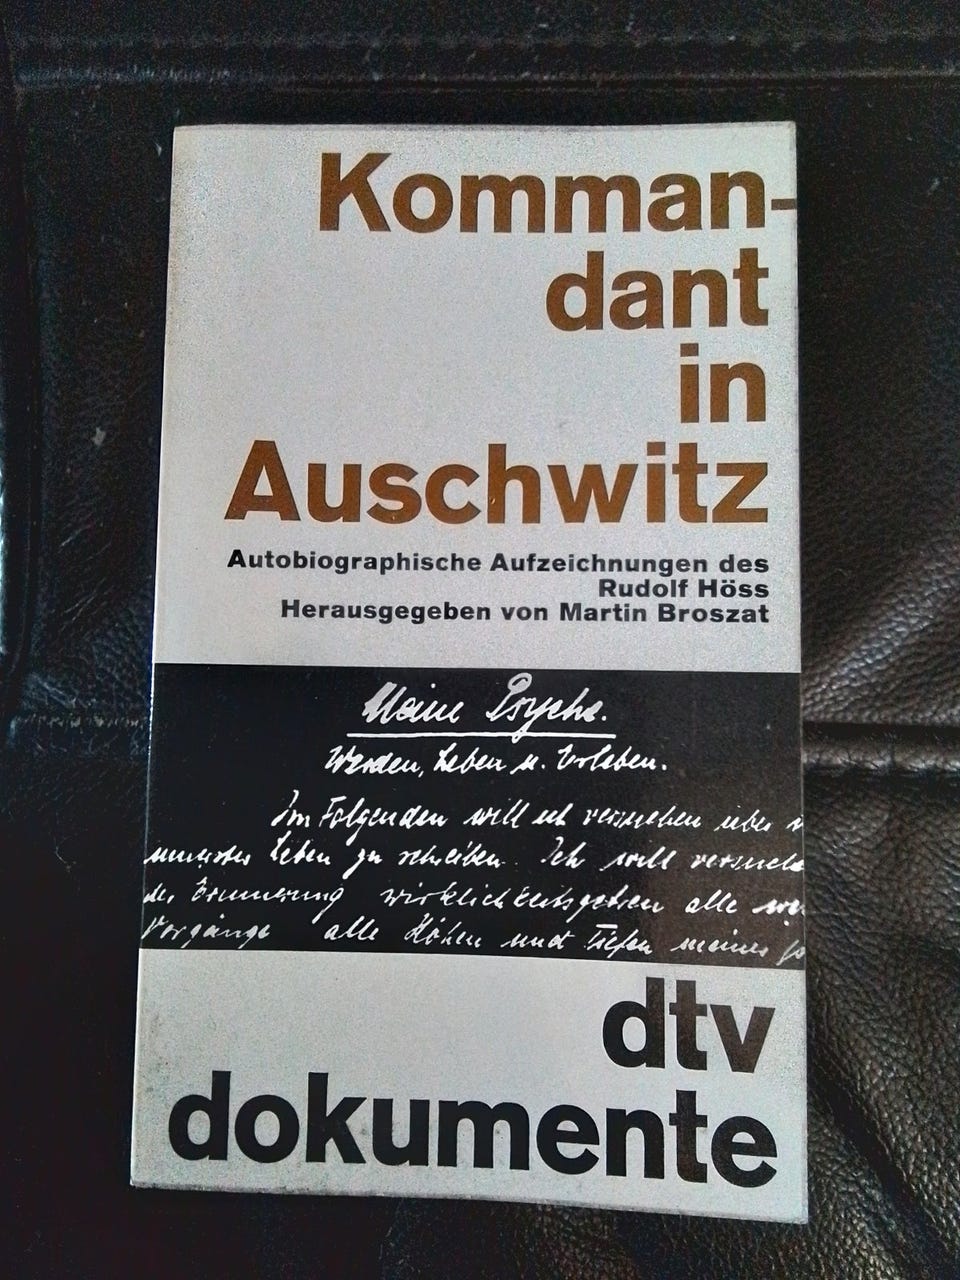 Komman-
dant
in
Auschwitz
Autobiographische Aufzeichnungen des
Rudolf Höss
Herausgegeben von Martin Broszat
Meine Psyche.
Werden, Leben u. Erleben.
Im Folgenden will ich versuchen über
innerstes Leben zu schreiben. Ich will versuche
der Erinnerung wirklichkeitsgetreu alle
Vorgänge alle Höhen und Tiefen meines
dtv
dokumente